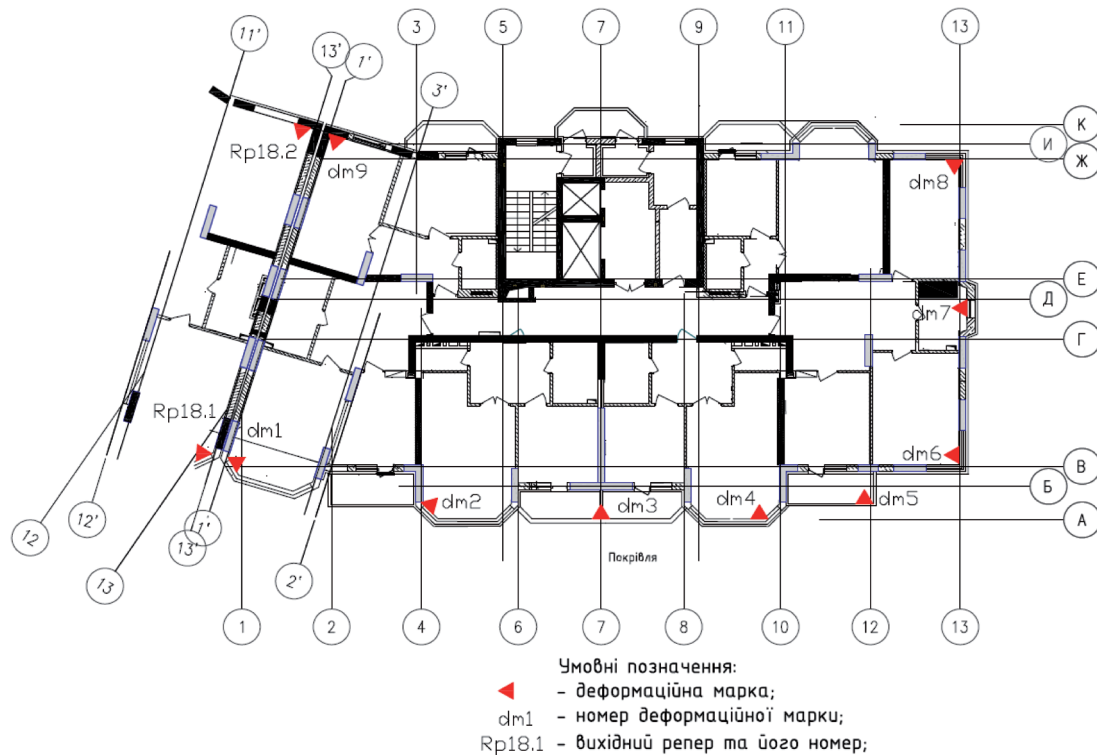 11'
13'
1'
3'
3
5
7
9
11
13
К
И
Ж
Rp18.2
dm9
dm8
Е
Д
dm7
Г
Rp18.1
dm1
dm6
В
Б
dm2
dm3
dm4
dm5
А
12
12'
13
13'
1'
2'
Покрівля
1
2
4
6
7
8
10
12
13
Умовні позначення:
- деформаційна марка;
dm1 - номер деформаційної марки;
Rp18.1 - вихідний репер та його номер;